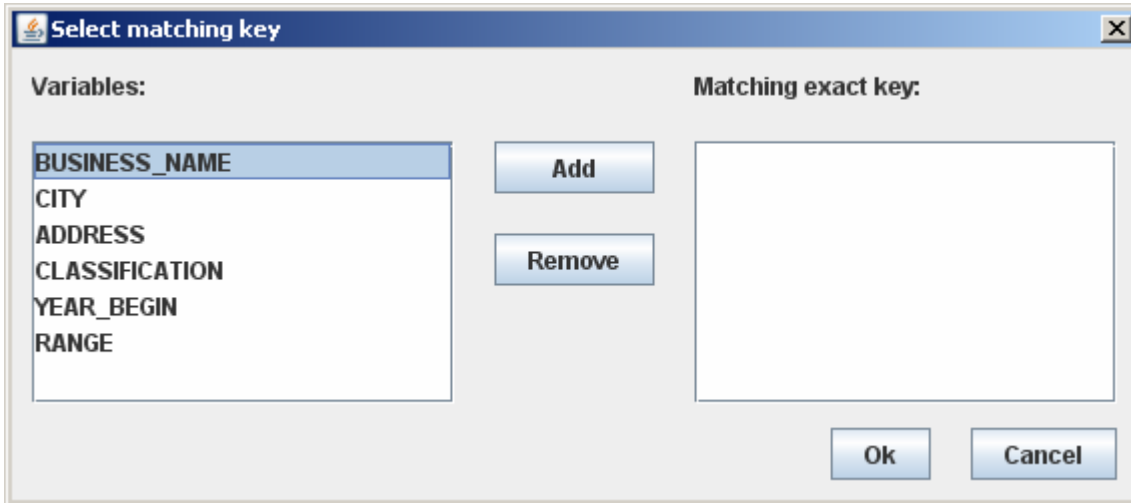 Select matching key
Variables:
Matching exact key:
BUSINESS_NAME
CITY
ADDRESS
CLASSIFICATION
YEAR_BEGIN
RANGE
Add
Remove
Ok
Cancel